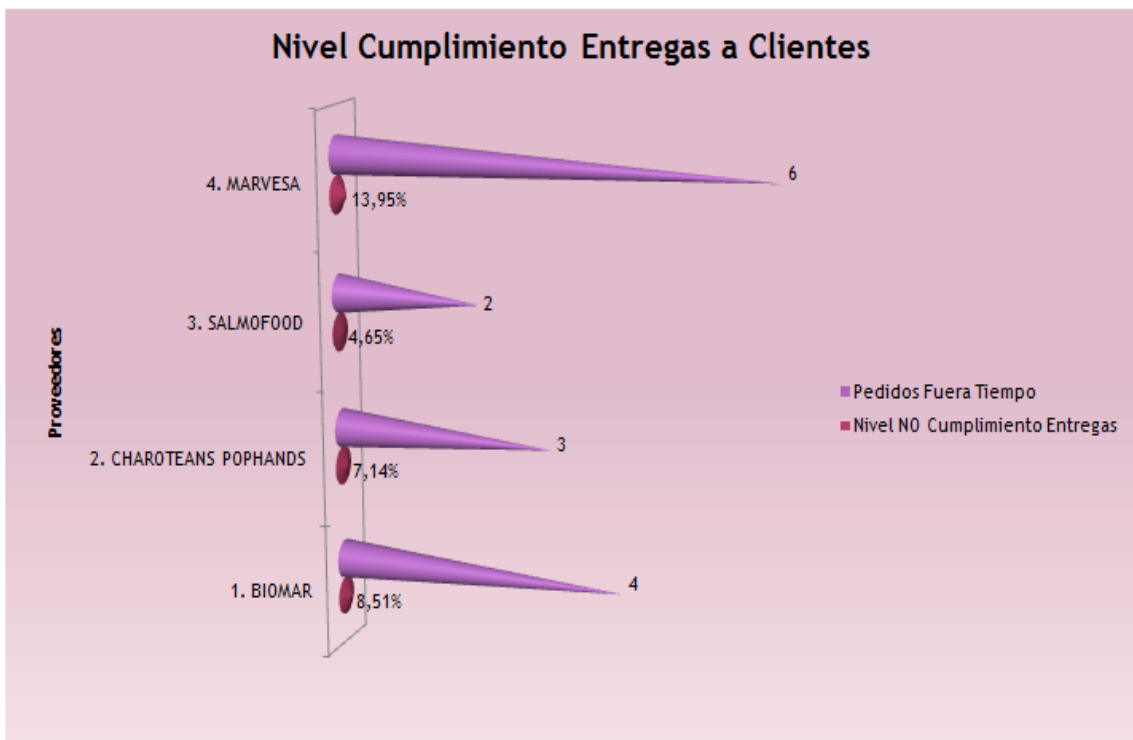 Nivel Cumplimiento Entregas a Clientes
Proveedores
4. MARVESA
6
13,95%
3. SALMOFOOD
2
4,65%
2. CHAROTEANS POPHANDS
3
7,14%
1. BIOMAR
4
8,51%
Pedidos Fuera Tiempo
Nivel NO Cumplimiento Entregas